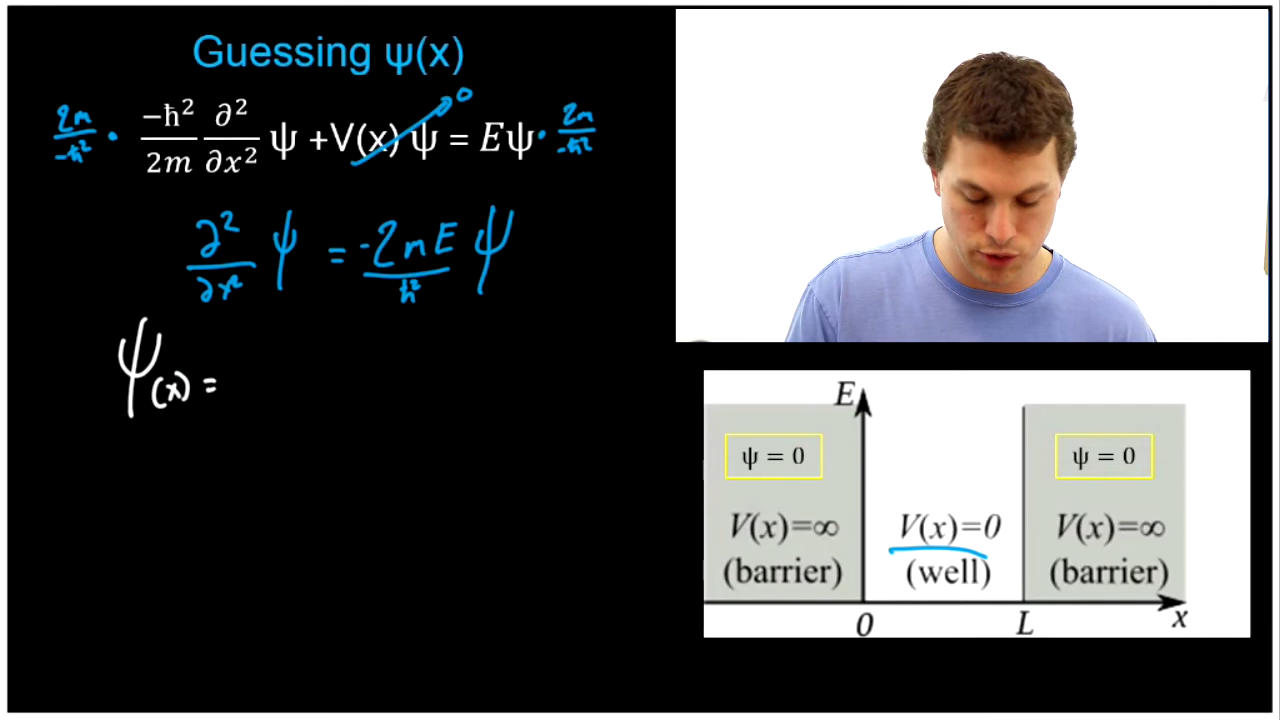 Guessing ψ(x)
2m/-ħ² · -ħ²/2m ∂²/∂x² ψ + V(x) ψ = Eψ · 2m/-ħ²
0
∂²/∂x² ψ = -2mE/ħ² ψ
ψ(x) =
E
ψ = 0
ψ = 0
V(x)=∞
V(x)=0
V(x)=∞
(barrier)
(well)
(barrier)
0
L
x